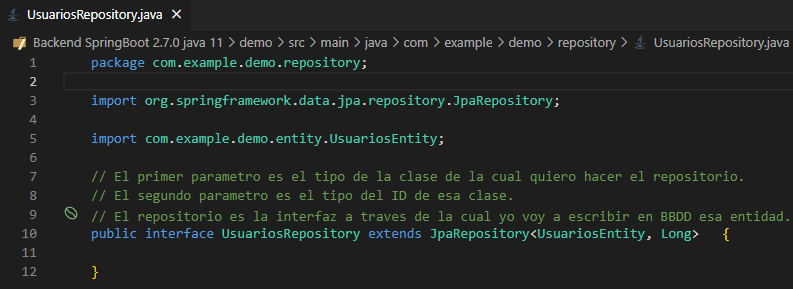 UsuariosRepository.java ×
Backend SpringBoot 2.7.0 java 11 > demo > src > main > java > com > example > demo > repository > UsuariosRepository.java
1 package com.example.demo.repository;
2
3 import org.springframework.data.jpa.repository.JpaRepository;
4
5 import com.example.demo.entity.UsuariosEntity;
6
7 // El primer parametro es el tipo de la clase de la cual quiero hacer el repositorio.
8 // El segundo parametro es el tipo del ID de esa clase.
9 // El repositorio es la interfaz a traves de la cual yo voy a escribir en BBDD esa entidad.
10 public interface UsuariosRepository extends JpaRepository<UsuariosEntity, Long>   {
11
12 }